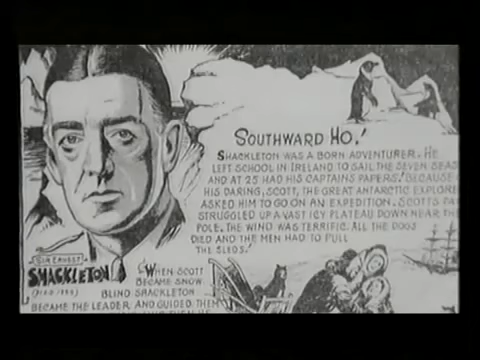 SOUTHWARD HO!
SHACKLETON WAS A BORN ADVENTURER. HE
LEFT SCHOOL IN IRELAND TO SAIL THE SEVEN SEAS
AND AT 25 HAD HIS CAPTAINS PAPERS. BECAUSE
HIS DARING, SCOTT, THE GREAT ANTARCTIC EXPLORE
ASKED HIM TO GO ON AN EXPEDITION. SCOTTS PA
STRUGGLED UP A VAST ICY PLATEAU DOWN NEAR TH
POLE. THE WIND WAS TERRIFIC. ALL THE DOGS
DIED AND THE MEN HAD TO PULL
THE SLEDS!
SIR ERNEST
SHACKLETON
WHEN SCOTT
BECAME SNOW
BLIND SHACKLETON
BECAME THE LEADER AND GUIDED THEM